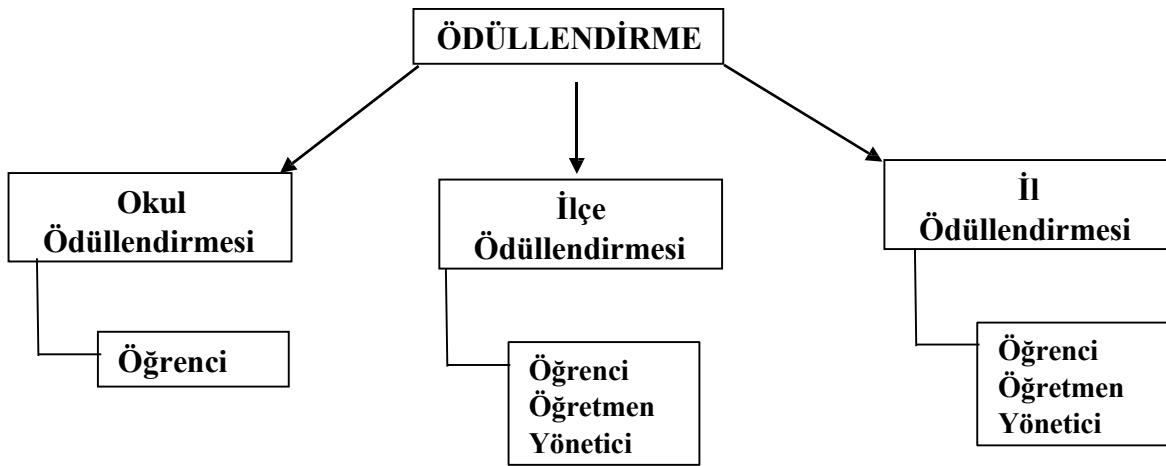 ÖDÜLLENDİRME
Okul
Ödüllendirmesi
Öğrenci
İlçe
Ödüllendirmesi
Öğrenci
Öğretmen
Yönetici
İl
Ödüllendirmesi
Öğrenci
Öğretmen
Yönetici